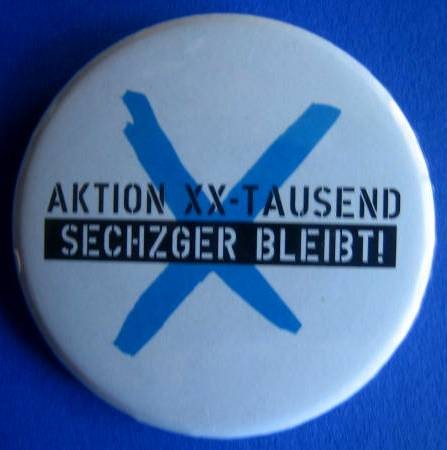 AKTION XX-TAUSEND
SECHZGER BLEIBT!